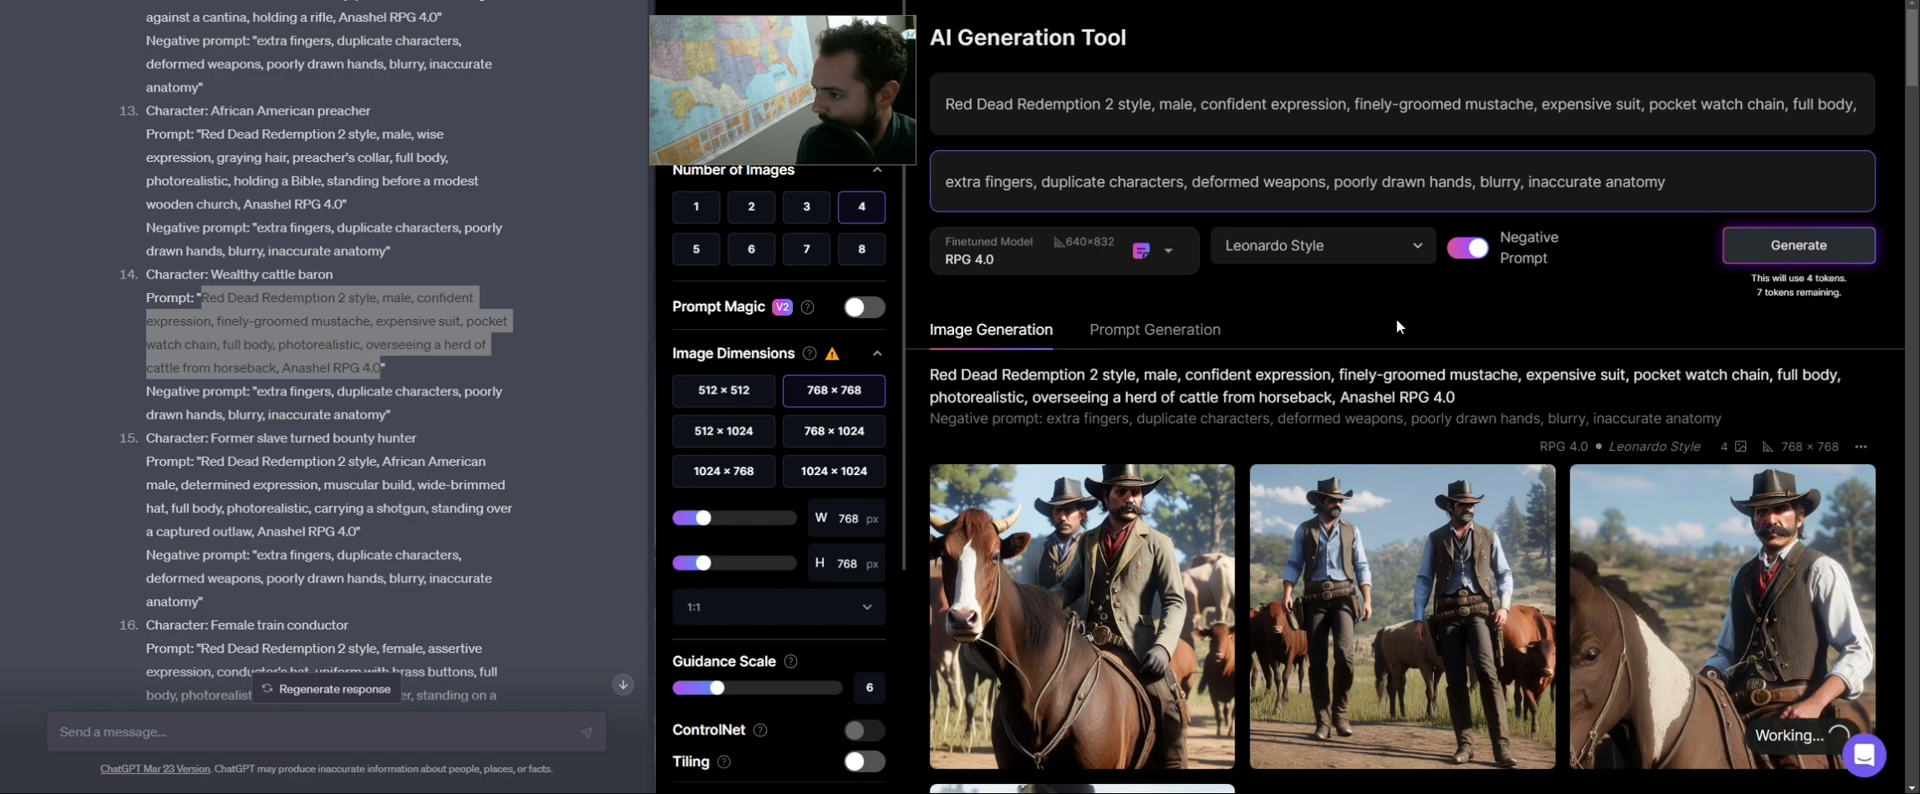 against a cantina, holding a rifle, Anashel RPG 4.0"
Negative prompt: "extra fingers, duplicate characters,
deformed weapons, poorly drawn hands, blurry, inaccurate
anatomy"
13. Character: African American preacher
Prompt: "Red Dead Redemption 2 style, male, wise
expression, graying hair, preacher's collar, full body,
photorealistic, holding a Bible, standing before a modest
wooden church, Anashel RPG 4.0"
Negative prompt: "extra fingers, duplicate characters, poorly
drawn hands, blurry, inaccurate anatomy"
14. Character: Wealthy cattle baron
Prompt: "Red Dead Redemption 2 style, male, confident
expression, finely-groomed mustache, expensive suit, pocket
watch chain, full body, photorealistic, overseeing a herd of
cattle from horseback, Anashel RPG 4.0"
Negative prompt: "extra fingers, duplicate characters, poorly
drawn hands, blurry, inaccurate anatomy"
15. Character: Former slave turned bounty hunter
Prompt: "Red Dead Redemption 2 style, African American
male, determined expression, muscular build, wide-brimmed
hat, full body, photorealistic, carrying a shotgun, standing over
a captured outlaw, Anashel RPG 4.0"
Negative prompt: "extra fingers, duplicate characters,
deformed weapons, poorly drawn hands, blurry, inaccurate
anatomy"
16. Character: Female train conductor
Prompt: "Red Dead Redemption 2 style, female, assertive
expression, conductor's hat, uniform with brass buttons, full
body, standing on a
Regenerate response
Send a message...
ChatGPT Mar 23 Version. ChatGPT may produce inaccurate information about people, places, or facts.
Number of Images
1 2 3 4
5 6 7 8
Prompt Magic V2
Image Dimensions
512 × 512 768 × 768
512 × 1024 768 × 1024
1024 × 768 1024 × 1024
W 768 px
H 768 px
1:1
Guidance Scale
6
ControlNet
Tiling
AI Generation Tool
Red Dead Redemption 2 style, male, confident expression, finely-groomed mustache, expensive suit, pocket watch chain, full body,
extra fingers, duplicate characters, deformed weapons, poorly drawn hands, blurry, inaccurate anatomy
Finetuned Model 640×832
RPG 4.0
Leonardo Style
Negative
Prompt
Generate
This will use 4 tokens.
7 tokens remaining.
Image Generation Prompt Generation
Red Dead Redemption 2 style, male, confident expression, finely-groomed mustache, expensive suit, pocket watch chain, full body,
photorealistic, overseeing a herd of cattle from horseback, Anashel RPG 4.0
Negative prompt: extra fingers, duplicate characters, deformed weapons, poorly drawn hands, blurry, inaccurate anatomy
RPG 4.0 • Leonardo Style 4 768 × 768 ...
Working...